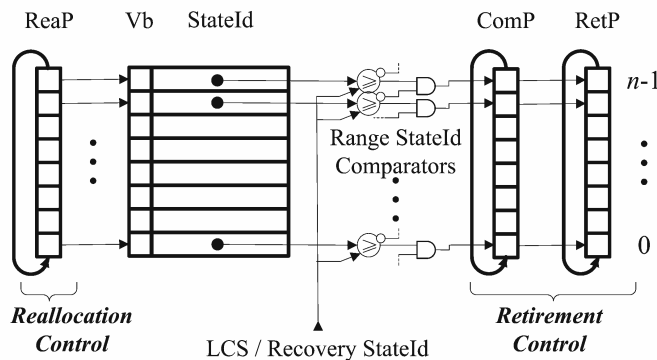 ReaP Vb StateId ComP RetP
n-1
≥
≥
Range StateId
Comparators
≥
0
Reallocation
Control
Retirement
Control
LCS / Recovery StateId